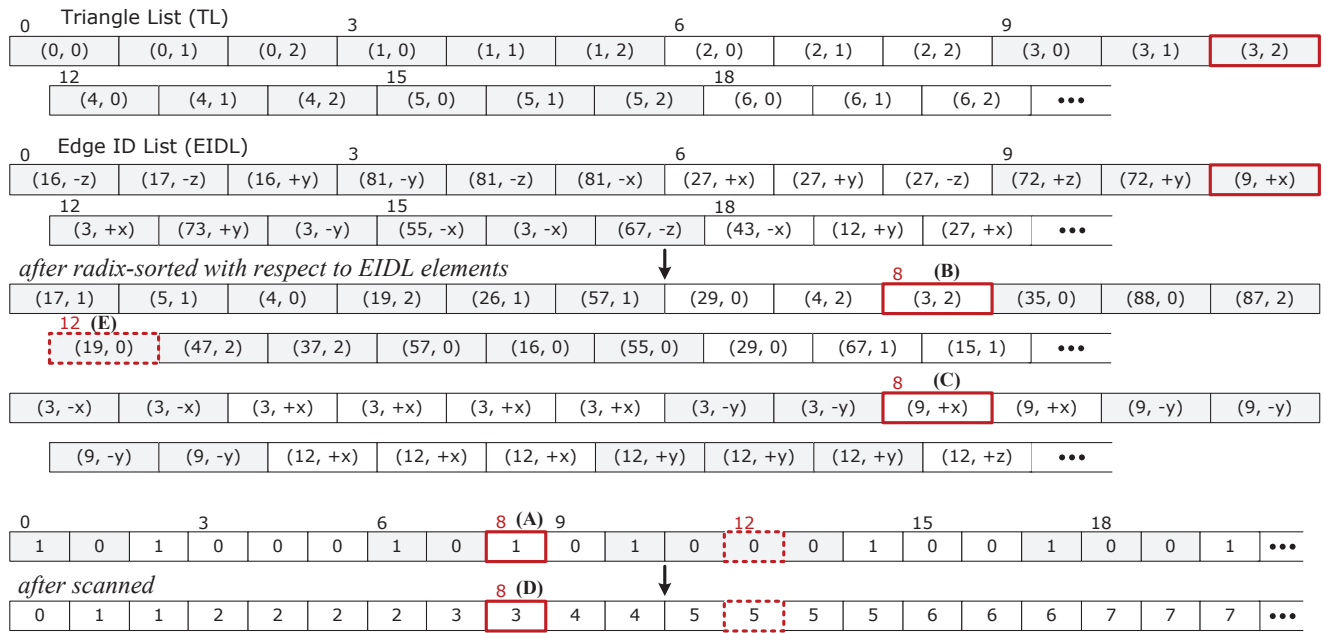 Triangle List (TL)
0 3 6 9
(0, 0) (0, 1) (0, 2) (1, 0) (1, 1) (1, 2) (2, 0) (2, 1) (2, 2) (3, 0) (3, 1) (3, 2)
12 15 18
(4, 0) (4, 1) (4, 2) (5, 0) (5, 1) (5, 2) (6, 0) (6, 1) (6, 2) •••
Edge ID List (EIDL)
0 3 6 9
(16, -z) (17, -z) (16, +y) (81, -y) (81, -z) (81, -x) (27, +x) (27, +y) (27, -z) (72, +z) (72, +y) (9, +x)
12 15 18
(3, +x) (73, +y) (3, -y) (55, -x) (3, -x) (67, -z) (43, -x) (12, +y) (27, +x) •••
after radix-sorted with respect to EIDL elements
8 (B)
(17, 1) (5, 1) (4, 0) (19, 2) (26, 1) (57, 1) (29, 0) (4, 2) (3, 2) (35, 0) (88, 0) (87, 2)
12 (E)
(19, 0) (47, 2) (37, 2) (57, 0) (16, 0) (55, 0) (29, 0) (67, 1) (15, 1) •••
8 (C)
(3, -x) (3, -x) (3, +x) (3, +x) (3, +x) (3, +x) (3, -y) (3, -y) (9, +x) (9, +x) (9, -y) (9, -y)
(9, -y) (9, -y) (12, +x) (12, +x) (12, +x) (12, +y) (12, +y) (12, +y) (12, +z) •••
0 3 6 8 (A) 9 12 15 18
1 0 1 0 0 0 1 0 1 0 1 0 0 0 1 0 0 1 0 0 1 •••
after scanned
8 (D)
0 1 1 2 2 2 2 3 3 4 4 5 5 5 5 6 6 6 7 7 7 •••